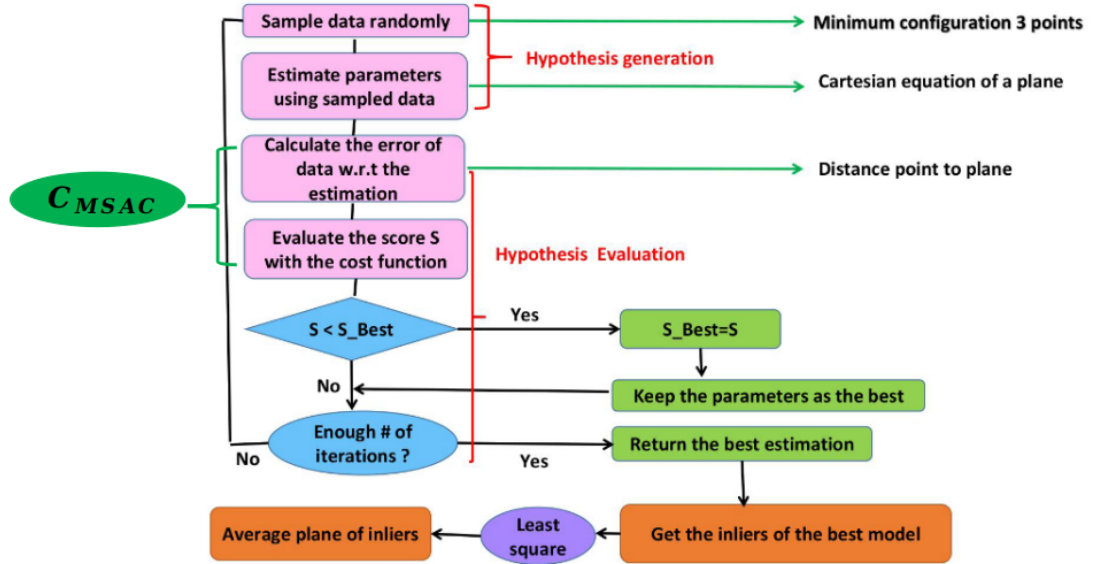 Sample data randomly
Minimum configuration 3 points
Hypothesis generation
Estimate parameters
using sampled data
Cartesian equation of a plane
Calculate the error of
data w.r.t the
estimation
Distance point to plane
C MSAC
Evaluate the score S
with the cost function
Hypothesis Evaluation
S < S_Best
Yes
S_Best=S
No
Keep the parameters as the best
Enough # of
iterations ?
No
Yes
Return the best estimation
Average plane of inliers
Least
square
Get the inliers of the best model